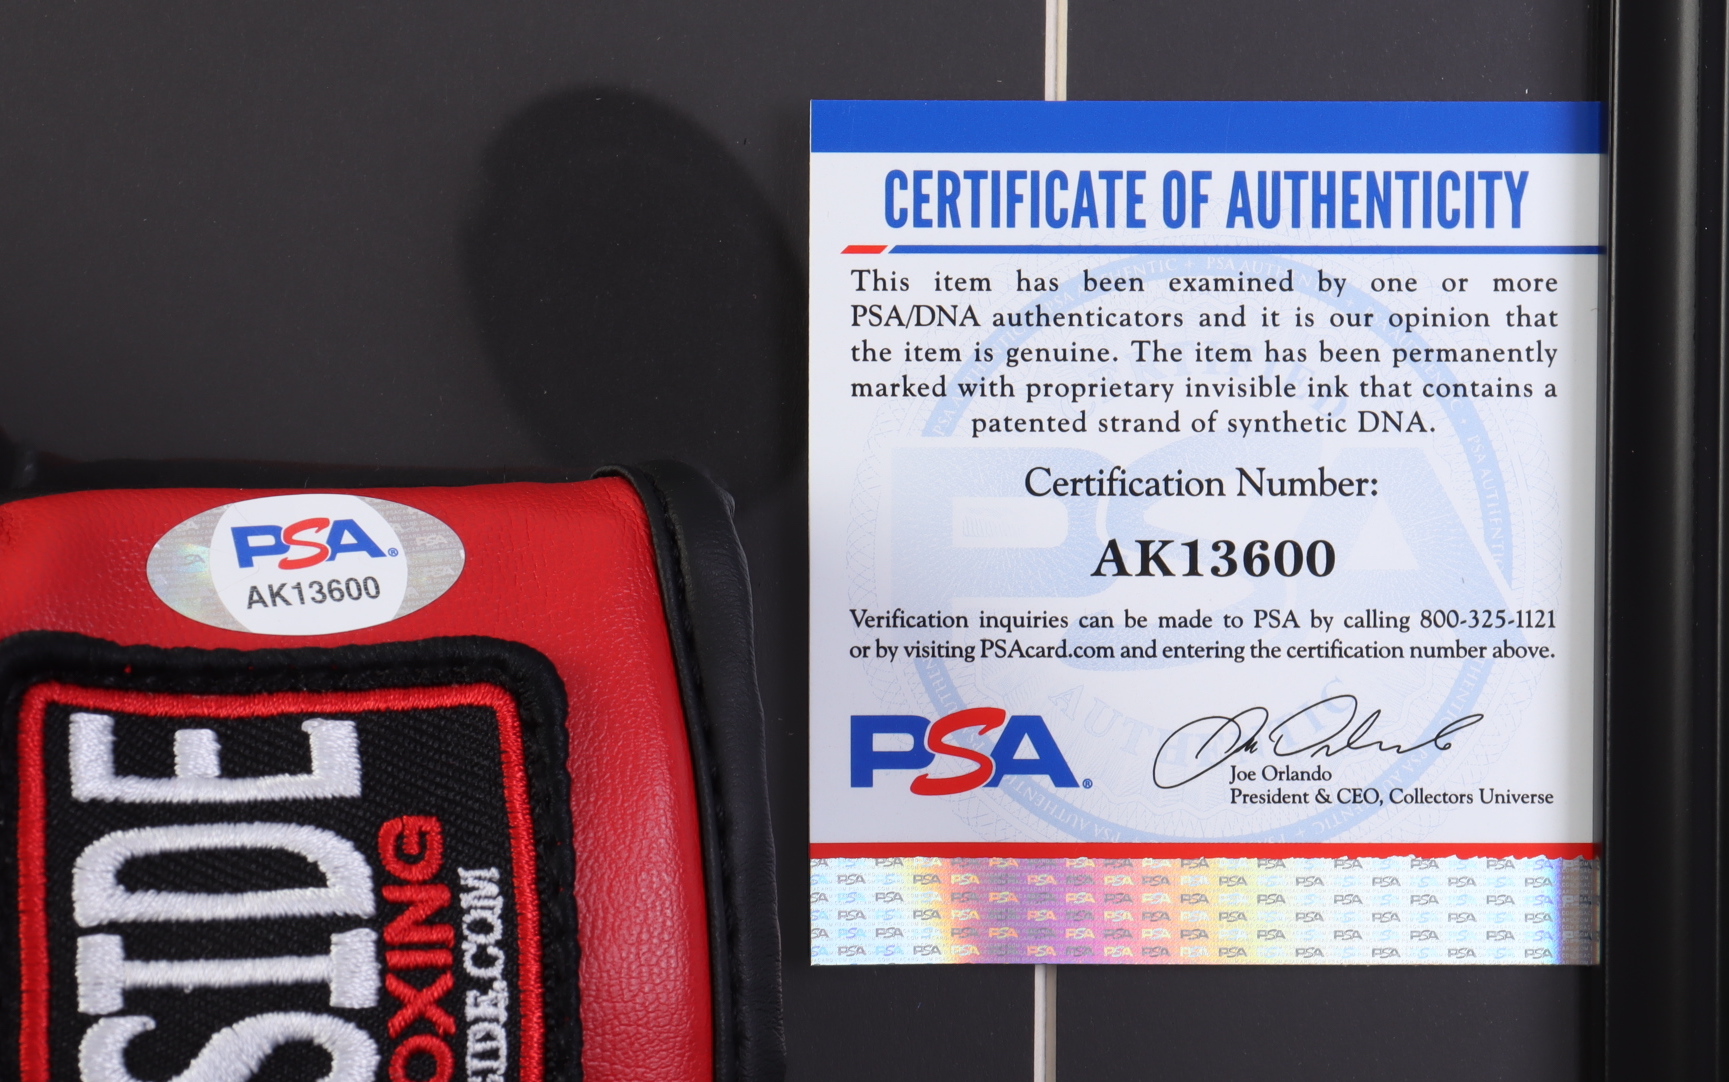 CERTIFICATE OF AUTHENTICITY
This item has been examined by one or more
PSA/DNA authenticators and it is our opinion that
the item is genuine. The item has been permanently
marked with proprietary invisible ink that contains a
patented strand of synthetic DNA.
Certification Number:
AK13600
Verification inquiries can be made to PSA by calling 800-325-1121
or by visiting PSAcard.com and entering the certification number above.
PSA®
Joe Orlando
President & CEO, Collectors Universe
PSA®
AK13600
SIDE
OXING
SIDE.COM